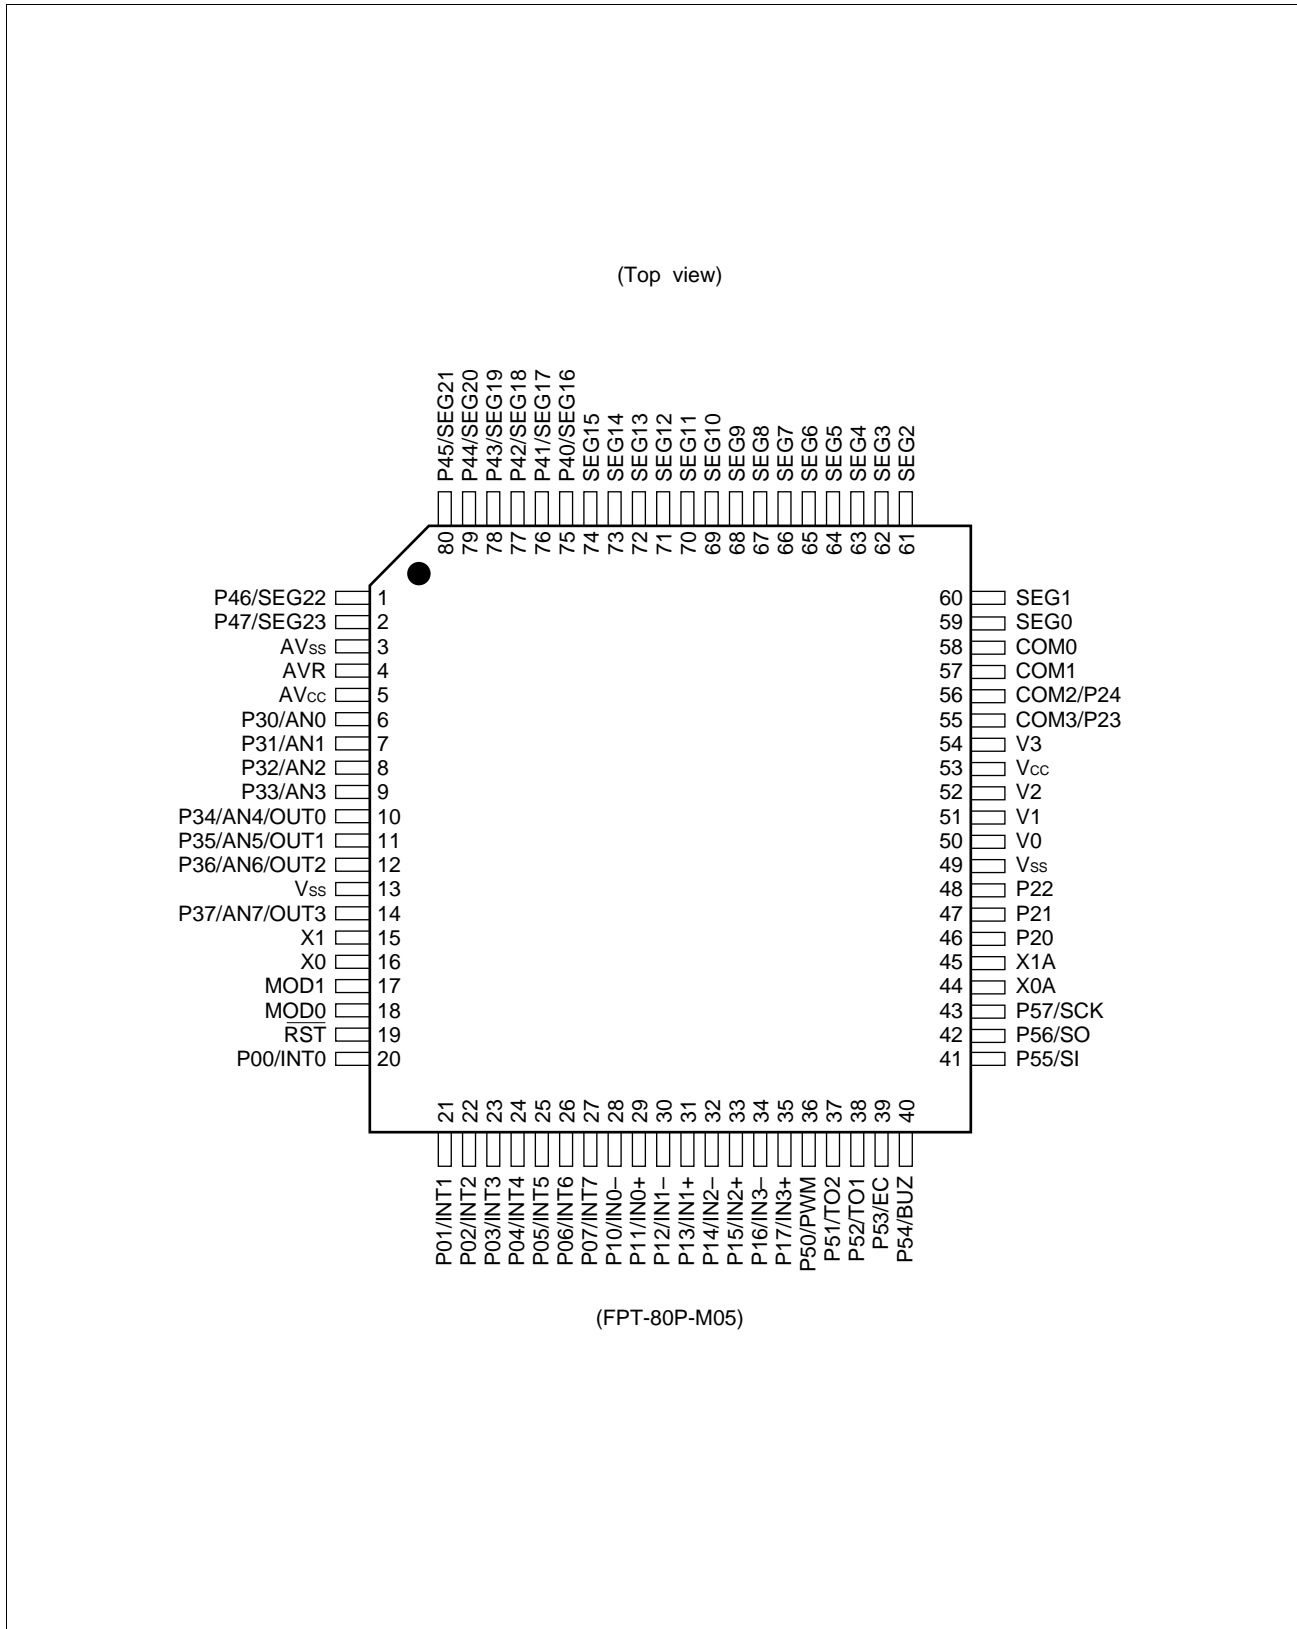 (Top view)
P45/SEG21
P44/SEG20
P43/SEG19
P42/SEG18
P41/SEG17
P40/SEG16
SEG15
SEG14
SEG13
SEG12
SEG11
SEG10
SEG9
SEG8
SEG7
SEG6
SEG5
SEG4
SEG3
SEG2
80
79
78
77
76
75
74
73
72
71
70
69
68
67
66
65
64
63
62
61
P46/SEG22 1
P47/SEG23 2
AVss 3
AVR 4
AVcc 5
P30/AN0 6
P31/AN1 7
P32/AN2 8
P33/AN3 9
P34/AN4/OUT0 10
P35/AN5/OUT1 11
P36/AN6/OUT2 12
Vss 13
P37/AN7/OUT3 14
X1 15
X0 16
MOD1 17
MOD0 18
R̅S̅T̅ 19
P00/INT0 20
60 SEG1
59 SEG0
58 COM0
57 COM1
56 COM2/P24
55 COM3/P23
54 V3
53 Vcc
52 V2
51 V1
50 V0
49 Vss
48 P22
47 P21
46 P20
45 X1A
44 X0A
43 P57/SCK
42 P56/SO
41 P55/SI
21
22
23
24
25
26
27
28
29
30
31
32
33
34
35
36
37
38
39
40
P01/INT1
P02/INT2
P03/INT3
P04/INT4
P05/INT5
P06/INT6
P07/INT7
P10/IN0–
P11/IN0+
P12/IN1–
P13/IN1+
P14/IN2–
P15/IN2+
P16/IN3–
P17/IN3+
P50/PWM
P51/TO2
P52/TO1
P53/EC
P54/BUZ
(FPT-80P-M05)